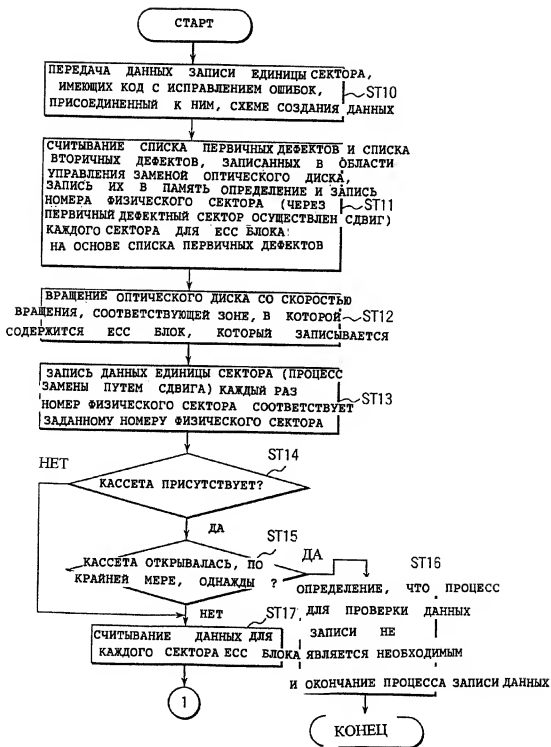 СТАРТ
ПЕРЕДАЧА ДАННЫХ ЗАПИСИ ЕДИНИЦЫ СЕКТОРА,
ИМЕЮЩИХ КОД С ИСПРАВЛЕНИЕМ ОШИБОК,
ПРИСОЕДИНЕННЫЙ К НИМ, СХЕМЕ СОЗДАНИЯ ДАННЫХ
ST10
СЧИТЫВАНИЕ СПИСКА ПЕРВИЧНЫХ ДЕФЕКТОВ И СПИСКА
ВТОРИЧНЫХ ДЕФЕКТОВ, ЗАПИСАННЫХ В ОБЛАСТИ
УПРАВЛЕНИЯ ЗАМЕНОЙ ОПТИЧЕСКОГО ДИСКА,
ЗАПИСЬ ИХ В ПАМЯТЬ ОПРЕДЕЛЕНИЕ И ЗАПИСЬ
НОМЕРА ФИЗИЧЕСКОГО СЕКТОРА (ЧЕРЕЗ
ПЕРВИЧНЫЙ ДЕФЕКТНЫЙ СЕКТОР ОСУЩЕСТВЛЕН СДВИГ)
КАЖДОГО СЕКТОРА ДЛЯ ECC БЛОКА
НА ОСНОВЕ СПИСКА ПЕРВИЧНЫХ ДЕФЕКТОВ
ST11
ВРАЩЕНИЕ ОПТИЧЕСКОГО ДИСКА СО СКОРОСТЬЮ
ВРАЩЕНИЯ, СООТВЕТСТВУЮЩЕЙ ЗОНЕ, В КОТОРОЙ
СОДЕРЖИТСЯ ECC БЛОК, КОТОРЫЙ ЗАПИСЫВАЕТСЯ
ST12
ЗАПИСЬ ДАННЫХ ЕДИНИЦЫ СЕКТОРА (ПРОЦЕСС
ЗАМЕНЫ ПУТЕМ СДВИГА) КАЖДЫЙ РАЗ
НОМЕР ФИЗИЧЕСКОГО СЕКТОРА СООТВЕТСТВУЕТ
ЗАДАННОМУ НОМЕРУ ФИЗИЧЕСКОГО СЕКТОРА
ST13
ST14
НЕТ
КАССЕТА ПРИСУТСТВУЕТ?
ДА
ST15
КАССЕТА ОТКРЫВАЛАСЬ, ПО
КРАЙНЕЙ МЕРЕ, ОДНАЖДЫ ?
ДА
НЕТ
ST16
ОПРЕДЕЛЕНИЕ, ЧТО ПРОЦЕСС
ДЛЯ ПРОВЕРКИ ДАННЫХ
ЗАПИСИ НЕ
ЯВЛЯЕТСЯ НЕОБХОДИМЫМ
И ОКОНЧАНИЕ ПРОЦЕССА ЗАПИСИ ДАННЫХ
ST17
СЧИТЫВАНИЕ ДАННЫХ ДЛЯ
КАЖДОГО СЕКТОРА ECC БЛОКА
1
КОНЕЦ